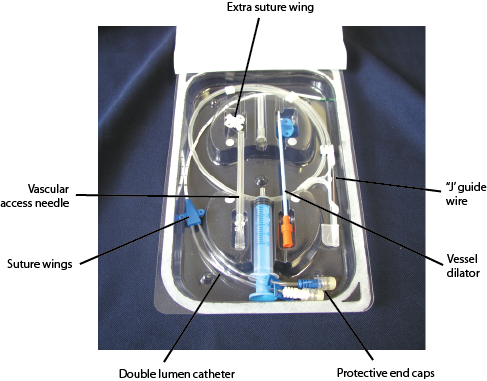 Extra suture wing
Vascular
access needle
"J' guide
wire
Suture wings
Vessel
dilator
Double lumen catheter
Protective end caps